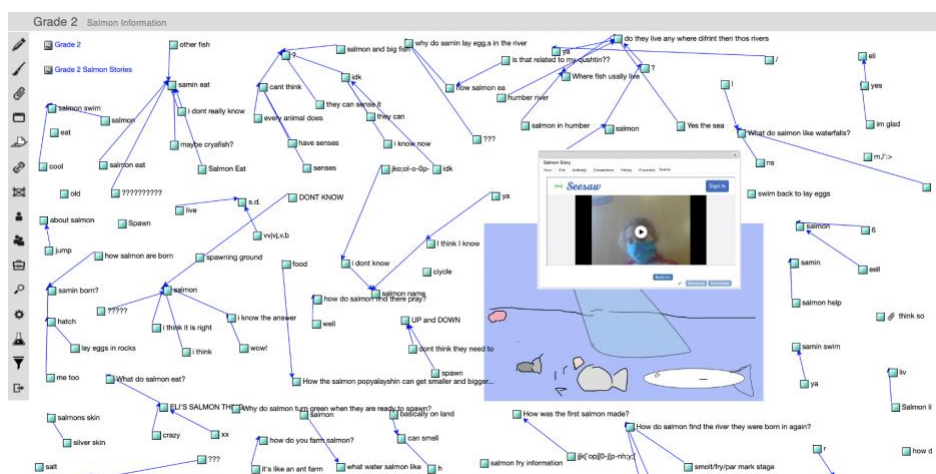 Grade 2 Salmon Information
Grade 2
other fish
?
salmon and big fish
why do samin lay egg,s in the river
ya
do they live any where difrint then thos rivers
/
eli
Grade 2 Salmon Stories
is that related to my qushtin??
samin eat
cant think
idk
Where fish usally live
?
l
yes
how salmon ea
salmon swim
i dont really know
they can sense it
humber river
salmon
every animal does
they can
salmon in humber
salmon
Yes the sea
What do salmon like waterfalls?
im glad
eat
maybe cryafish?
have senses
i know now
???
cool
salmon eat
Salmon Eat
senses
jko;ol-o-0p-
idk
ns
m,l';:>
Salmon Story
Seesaw
Sign In
old
??????????
DONT KNOW
ya
swim back to lay eggs
about salmon
Spawn
live
s.d.
salmon
6
jump
vv|v|,v,b
I think I know
how salmon are born
spawning ground
food
i dont know
ciycle
samin
eell
samin born?
salmon
salmon name
how do salmon find there pray?
salmon help
?????
i know the answer
UP and DOWN
think so
hatch
i think it is right
well
lay eggs in rocks
i think
wow!
dont think they need to
samin swim
me too
What do salmon eat?
spawn
How the salmon popyalayshin can get smaller and bigger...
ya
liv
Salmon li
ELI'S SALMON
Why do salmon turn green when they are ready to spawn?
salmons skin
salmon
basically on land
How was the first salmon made?
How do salmon find the river they were born in again?
silver skin
crazy
xx
how do you farm salmon?
can smell
r
how d
salt
???
it's like an ant farm
what water salmon like
h
salmon fry information
smolt/fry/par mark stage